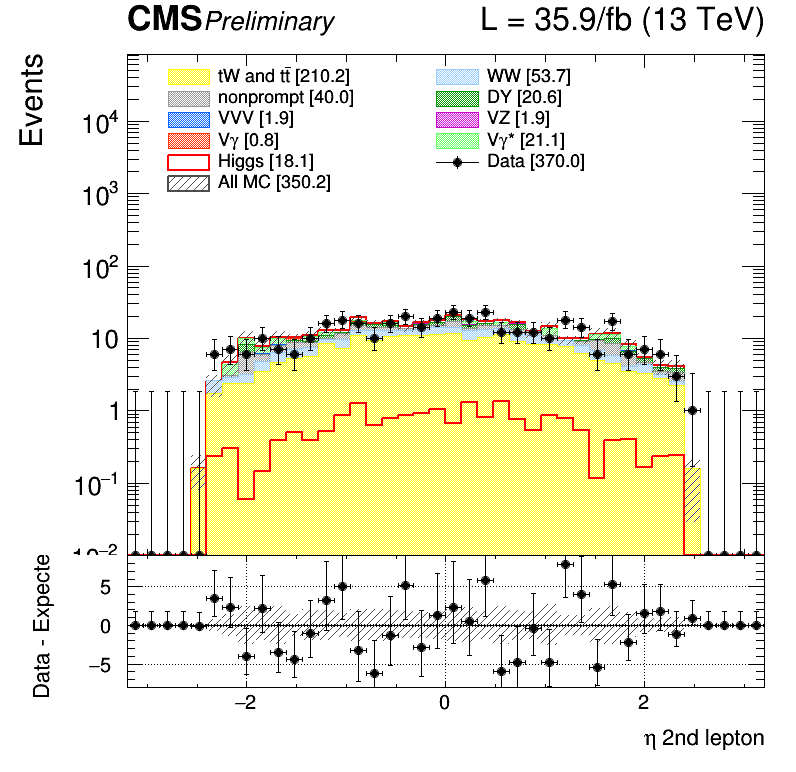 CMS Preliminary L = 35.9/fb (13 TeV)
Events
tW and tt̄ [210.2] WW [53.7]
nonprompt [40.0] DY [20.6]
VVV [1.9] VZ [1.9]
Vγ [0.8] Vγ* [21.1]
Higgs [18.1] Data [370.0]
All MC [350.2]
10⁴
10³
10²
10
1
10⁻¹
10⁻²
Data - Expecte
5
0
−5
−2 0 2
η 2nd lepton